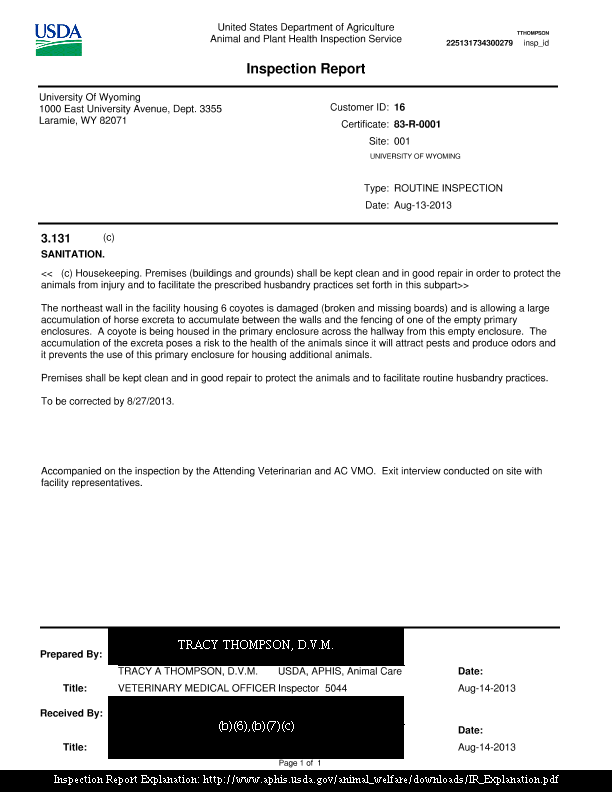 USDA
United States Department of Agriculture
Animal and Plant Health Inspection Service
TTHOMPSON
225131734300279 insp_id
Inspection Report
University Of Wyoming
1000 East University Avenue, Dept. 3355
Laramie, WY 82071
Customer ID: 16
Certificate: 83-R-0001
Site: 001
UNIVERSITY OF WYOMING
Type: ROUTINE INSPECTION
Date: Aug-13-2013
3.131 (c)
SANITATION.
<< (c) Housekeeping. Premises (buildings and grounds) shall be kept clean and in good repair in order to protect the
animals from injury and to facilitate the prescribed husbandry practices set forth in this subpart>>
The northeast wall in the facility housing 6 coyotes is damaged (broken and missing boards) and is allowing a large
accumulation of horse excreta to accumulate between the walls and the fencing of one of the empty primary
enclosures. A coyote is being housed in the primary enclosure across the hallway from this empty enclosure. The
accumulation of the excreta poses a risk to the health of the animals since it will attract pests and produce odors and
it prevents the use of this primary enclosure for housing additional animals.
Premises shall be kept clean and in good repair to protect the animals and to facilitate routine husbandry practices.
To be corrected by 8/27/2013.
Accompanied on the inspection by the Attending Veterinarian and AC VMO. Exit interview conducted on site with
facility representatives.
TRACY THOMPSON, D.V.M.
Prepared By:
TRACY A THOMPSON, D.V.M. USDA, APHIS, Animal Care Date:
Title: VETERINARY MEDICAL OFFICER Inspector 5044 Aug-14-2013
Received By:
(b)(6),(b)(7)(c)
Date:
Title: Aug-14-2013
Page 1 of 1
Inspection Report Explanation: http://www.aphis.usda.gov/animal_welfare/downloads/IR_Explanation.pdf